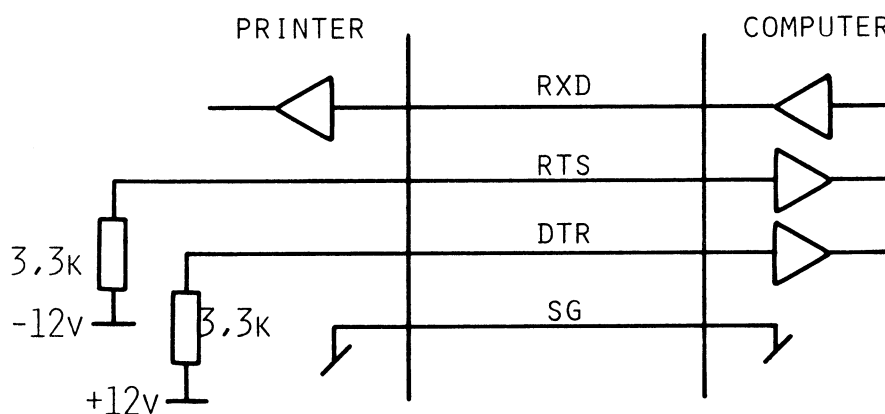 PRINTER
COMPUTER
RXD
RTS
DTR
3,3K
-12V
3,3K
SG
+12V